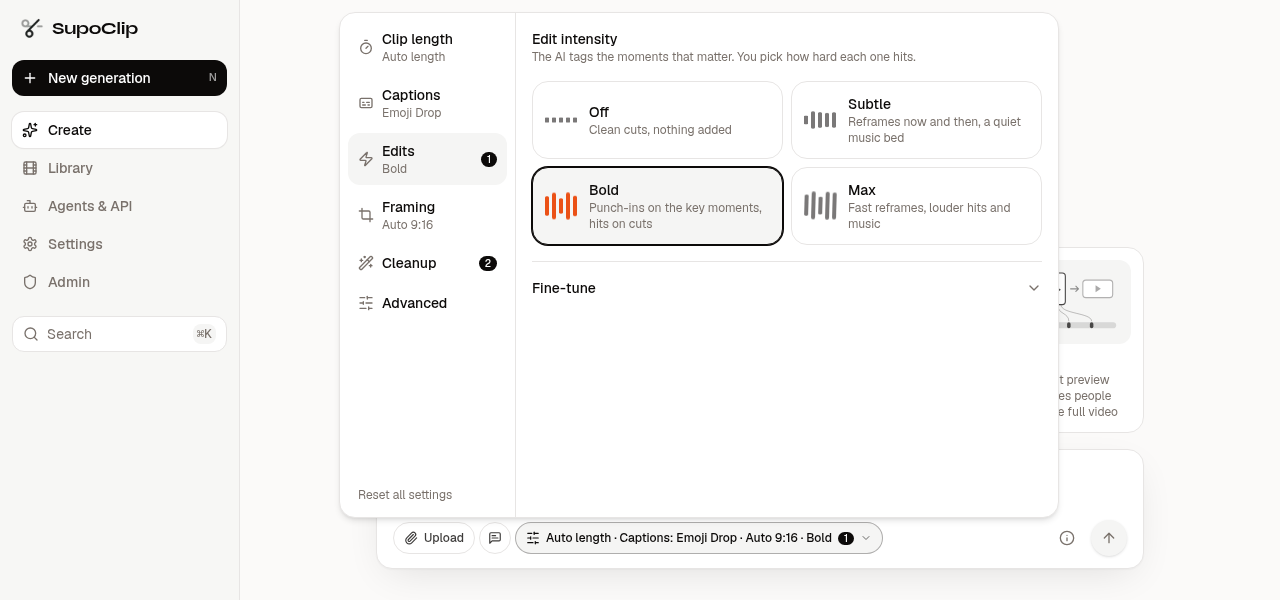 SupoClip
New generation N
Create
Library
Agents & API
Settings
Admin
Search ⌘K
Clip length
Auto length
Captions
Emoji Drop
Edits
Bold
1
Framing
Auto 9:16
Cleanup 2
Advanced
Reset all settings
Edit intensity
The AI tags the moments that matter. You pick how hard each one hits.
Off
Clean cuts, nothing added
Subtle
Reframes now and then, a quiet
music bed
Bold
Punch-ins on the key moments,
hits on cuts
Max
Fast reframes, louder hits and
music
Fine-tune
t preview
es people
e full video
Upload
Auto length · Captions: Emoji Drop · Auto 9:16 · Bold 1